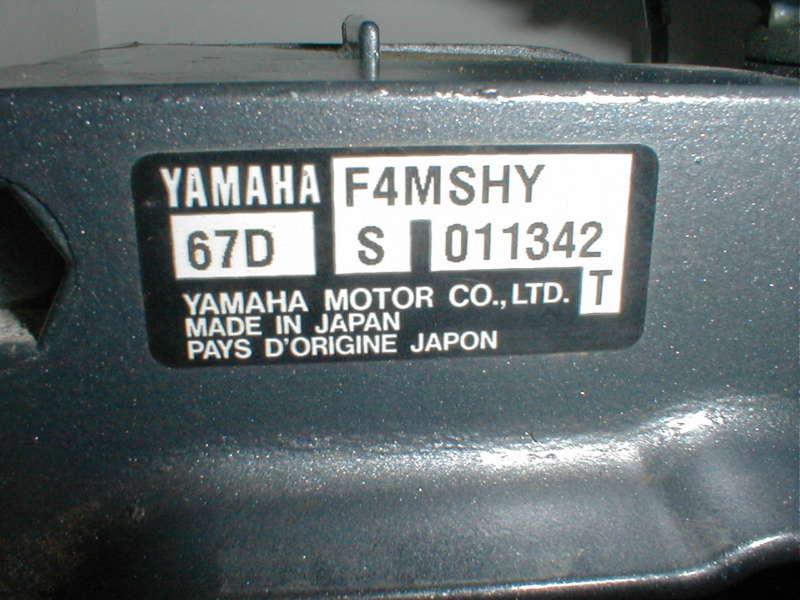 YAMAHA F4MSHY
67D S 011342
T
YAMAHA MOTOR CO., LTD.
MADE IN JAPAN
PAYS D'ORIGINE JAPON